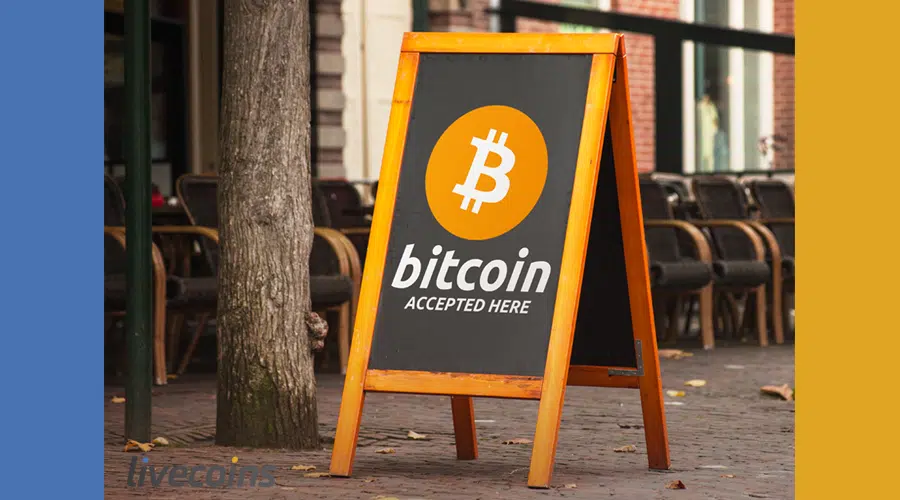 bitcoin
ACCEPTED HERE
livecoins